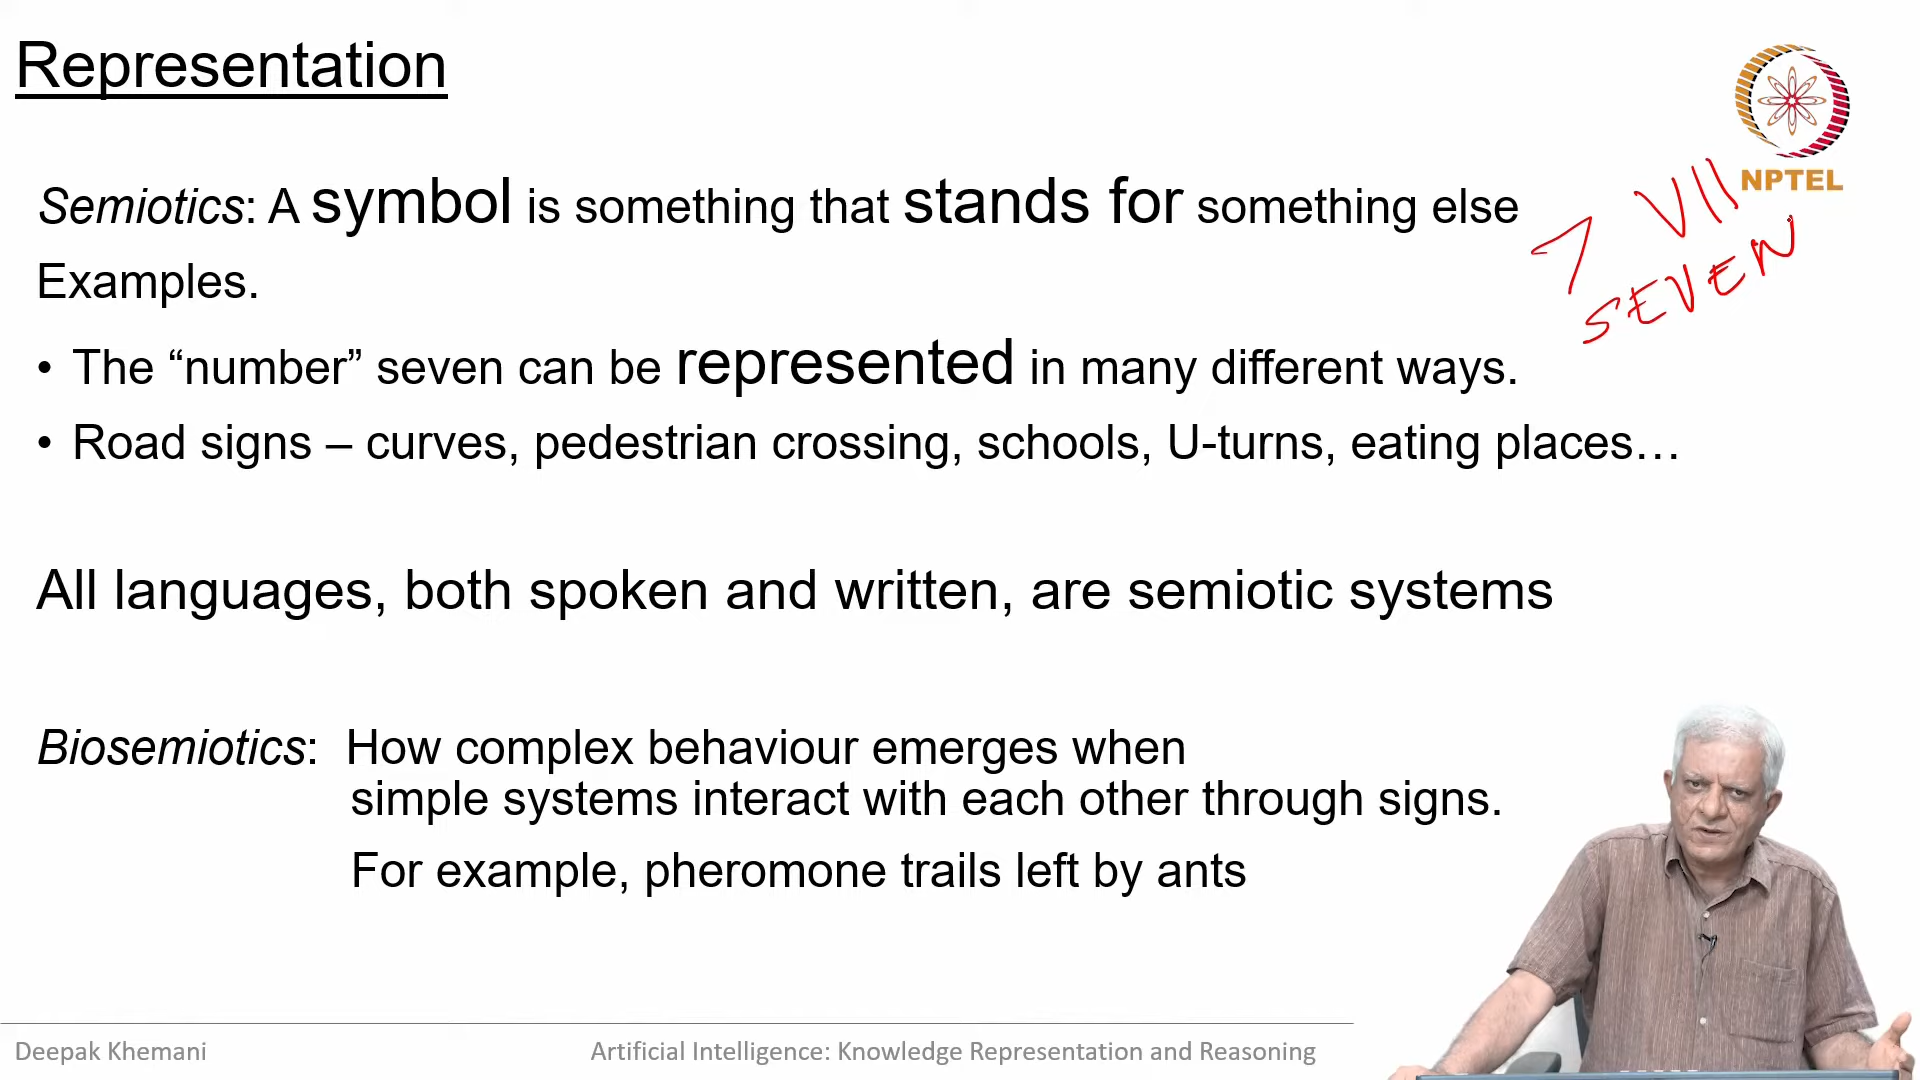 Representation
NPTEL
Semiotics: A symbol is something that stands for something else
7 VII
SEVEN
Examples.
• The “number” seven can be represented in many different ways.
• Road signs – curves, pedestrian crossing, schools, U-turns, eating places…
All languages, both spoken and written, are semiotic systems
Biosemiotics: How complex behaviour emerges when
simple systems interact with each other through signs.
For example, pheromone trails left by ants
Deepak Khemani
Artificial Intelligence: Knowledge Representation and Reasoning